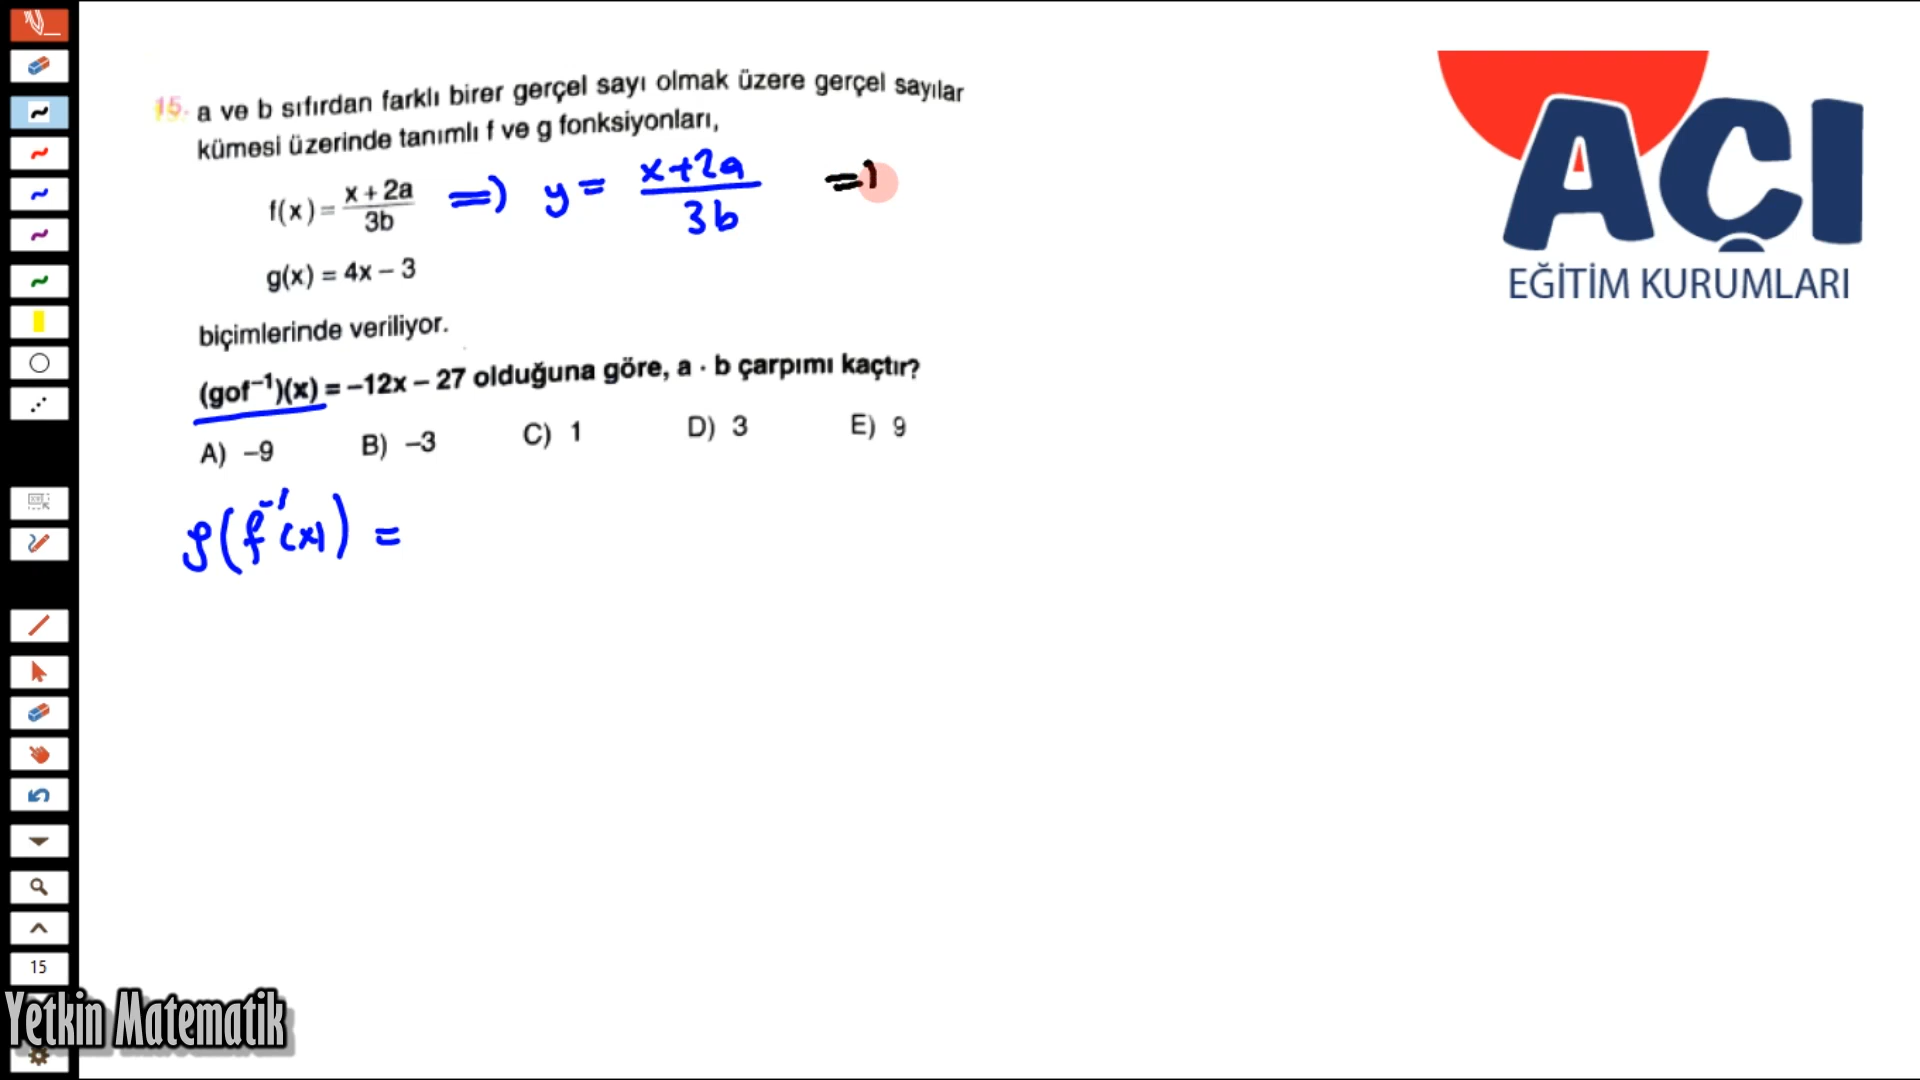 15. a ve b sıfırdan farklı birer gerçel sayı olmak üzere gerçel sayılar
kümesi üzerinde tanımlı f ve g fonksiyonları,
f(x) = x + 2a / 3b => y = x+2a / 3b =>
g(x) = 4x – 3
biçimlerinde veriliyor.
(gof⁻¹)(x) = –12x – 27 olduğuna göre, a · b çarpımı kaçtır?
A) –9 B) –3 C) 1 D) 3 E) 9
g(f⁻¹(x)) =
AÇI
EĞİTİM KURUMLARI
15
Yetkin Matematik